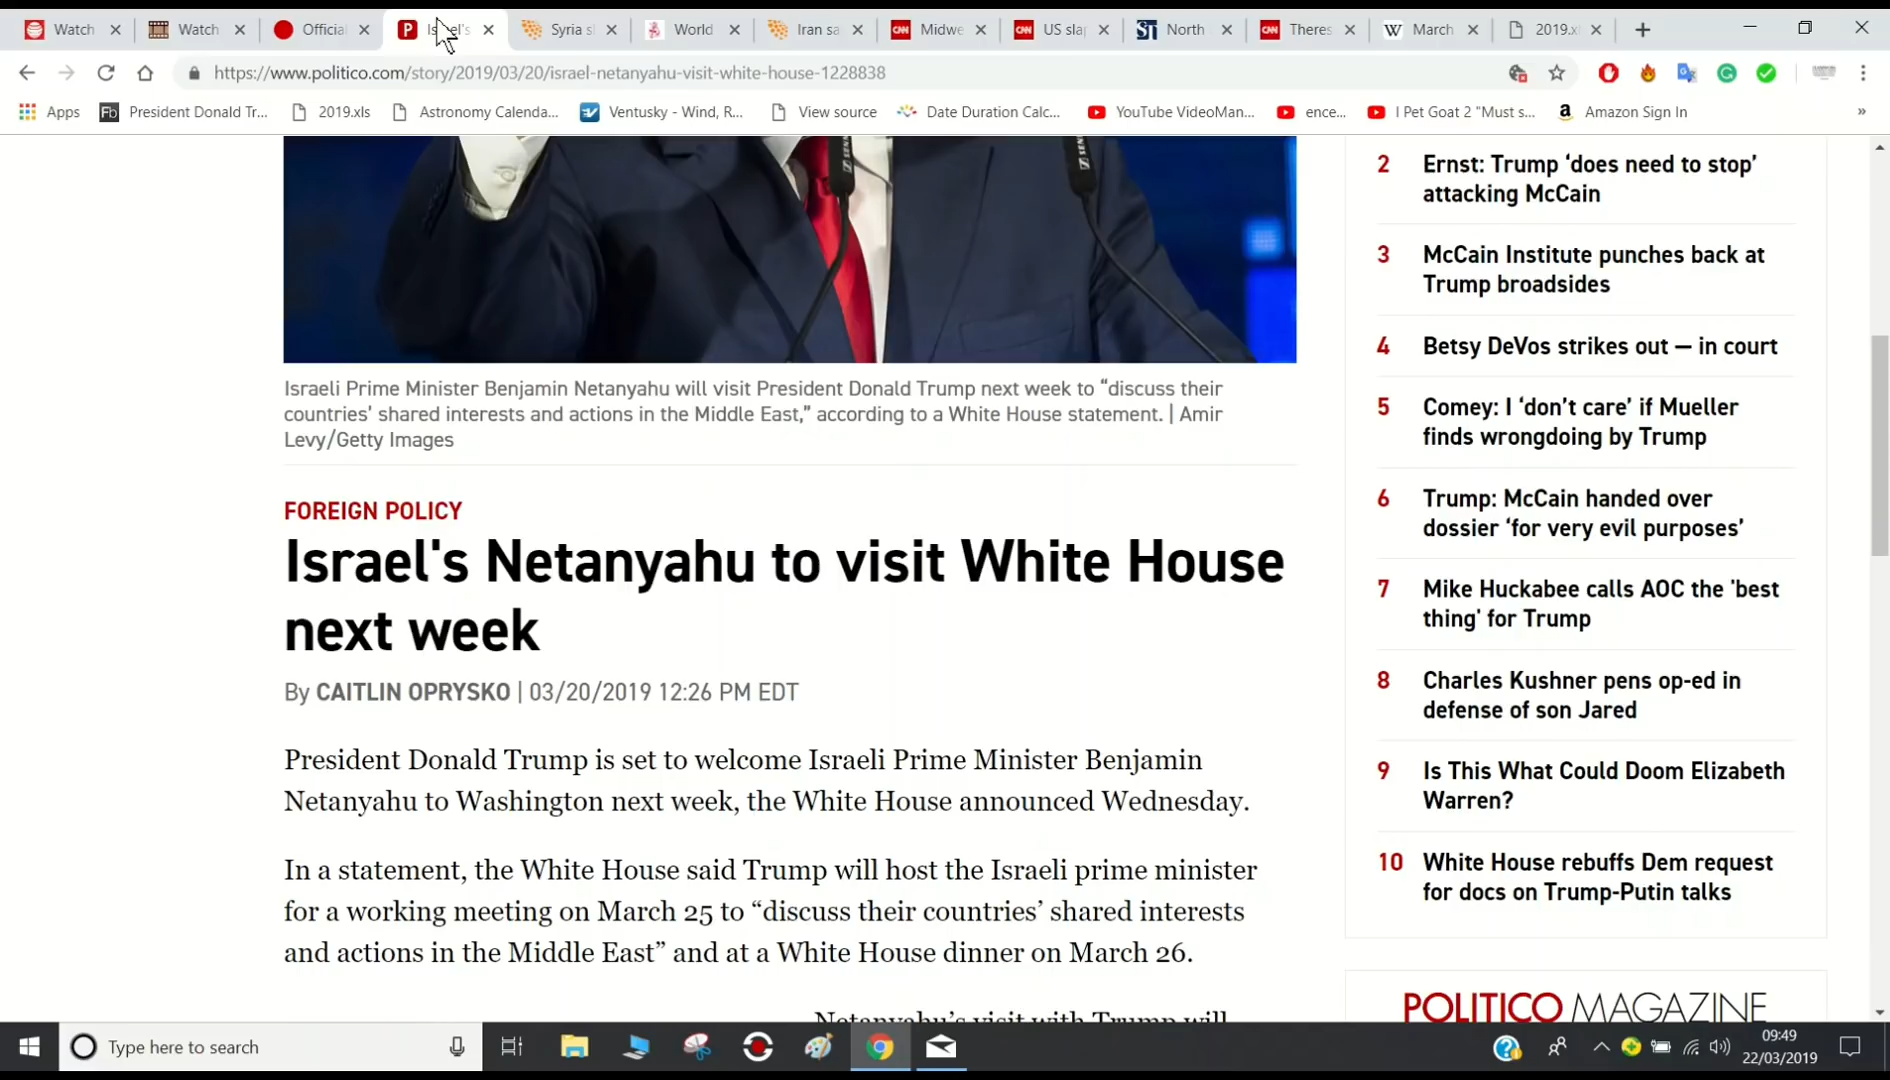 Watch
Watch
Official
Israel's
Syria s
World
Iran sa
Midwe
US slap
North
Theres
March
2019.x
https://www.politico.com/story/2019/03/20/israel-netanyahu-visit-white-house-1228838
Apps
President Donald Tr...
2019.xls
Astronomy Calenda...
Ventusky - Wind, R...
View source
Date Duration Calc...
YouTube VideoMan...
ence...
I Pet Goat 2 "Must s...
Amazon Sign In
»
Israeli Prime Minister Benjamin Netanyahu will visit President Donald Trump next week to “discuss their
countries’ shared interests and actions in the Middle East,” according to a White House statement. | Amir
Levy/Getty Images
FOREIGN POLICY
Israel's Netanyahu to visit White House
next week
By CAITLIN OPRYSKO | 03/20/2019 12:26 PM EDT
President Donald Trump is set to welcome Israeli Prime Minister Benjamin
Netanyahu to Washington next week, the White House announced Wednesday.
In a statement, the White House said Trump will host the Israeli prime minister
for a working meeting on March 25 to “discuss their countries’ shared interests
and actions in the Middle East” and at a White House dinner on March 26.
Netanyahu’s visit with Trump will
2 Ernst: Trump ‘does need to stop’
attacking McCain
3 McCain Institute punches back at
Trump broadsides
4 Betsy DeVos strikes out — in court
5 Comey: I ‘don’t care’ if Mueller
finds wrongdoing by Trump
6 Trump: McCain handed over
dossier ‘for very evil purposes’
7 Mike Huckabee calls AOC the 'best
thing' for Trump
8 Charles Kushner pens op-ed in
defense of son Jared
9 Is This What Could Doom Elizabeth
Warren?
10 White House rebuffs Dem request
for docs on Trump-Putin talks
POLITICO MAGAZINE
Type here to search
09:49
22/03/2019